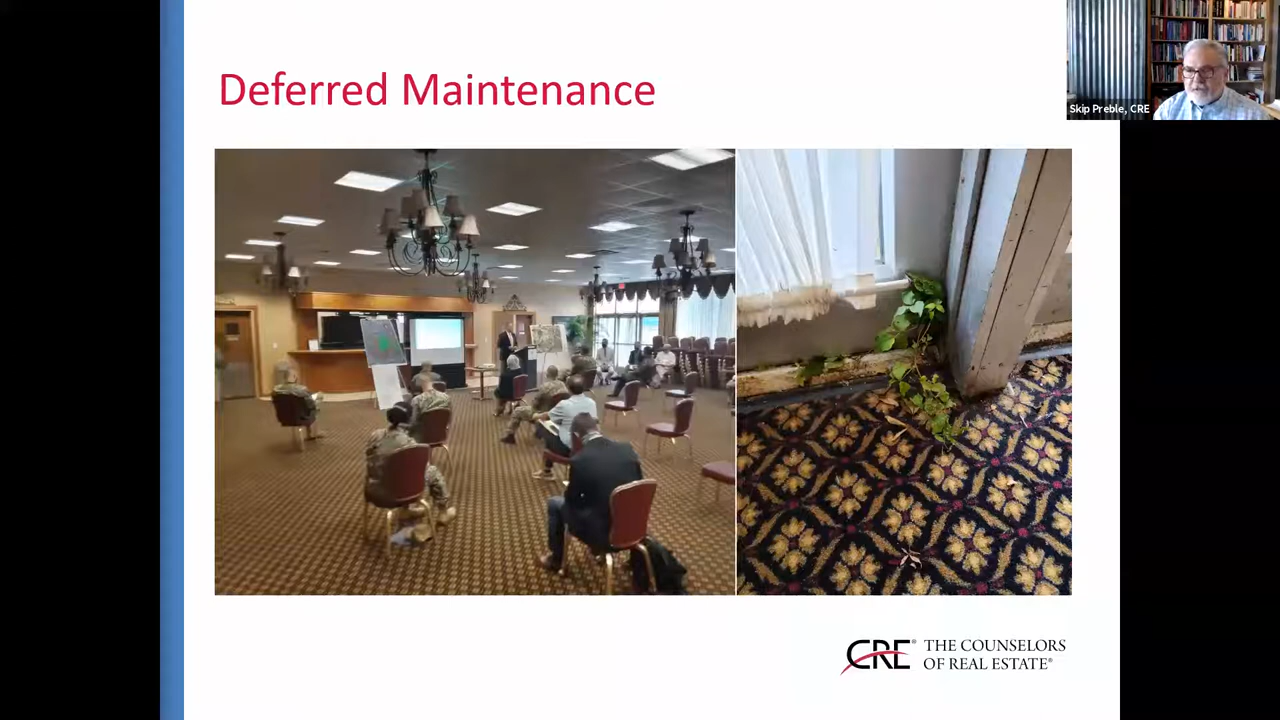 Deferred Maintenance
Skip Preble, CRE
CRE® THE COUNSELORS
OF REAL ESTATE®